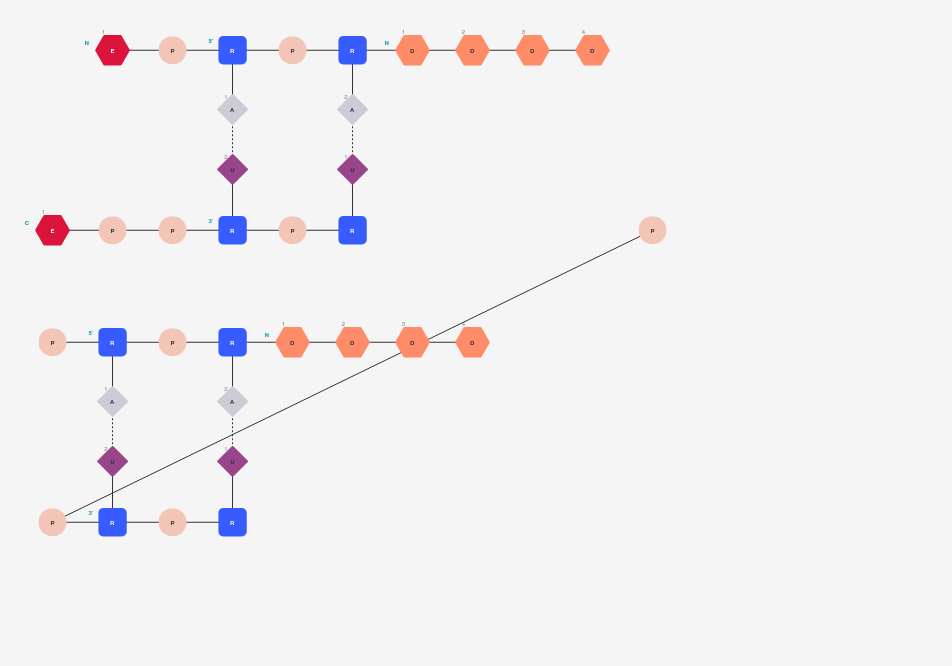 1 1 2 3 4
N E P 5' R P R N D D D D
1 A 2 A
2 U 1 U
1
C E P P 3' R P R P
1 2 3 4
P 5' R P R N D D D D
1 A 2 A
2 U 1 U
P 3' R P R